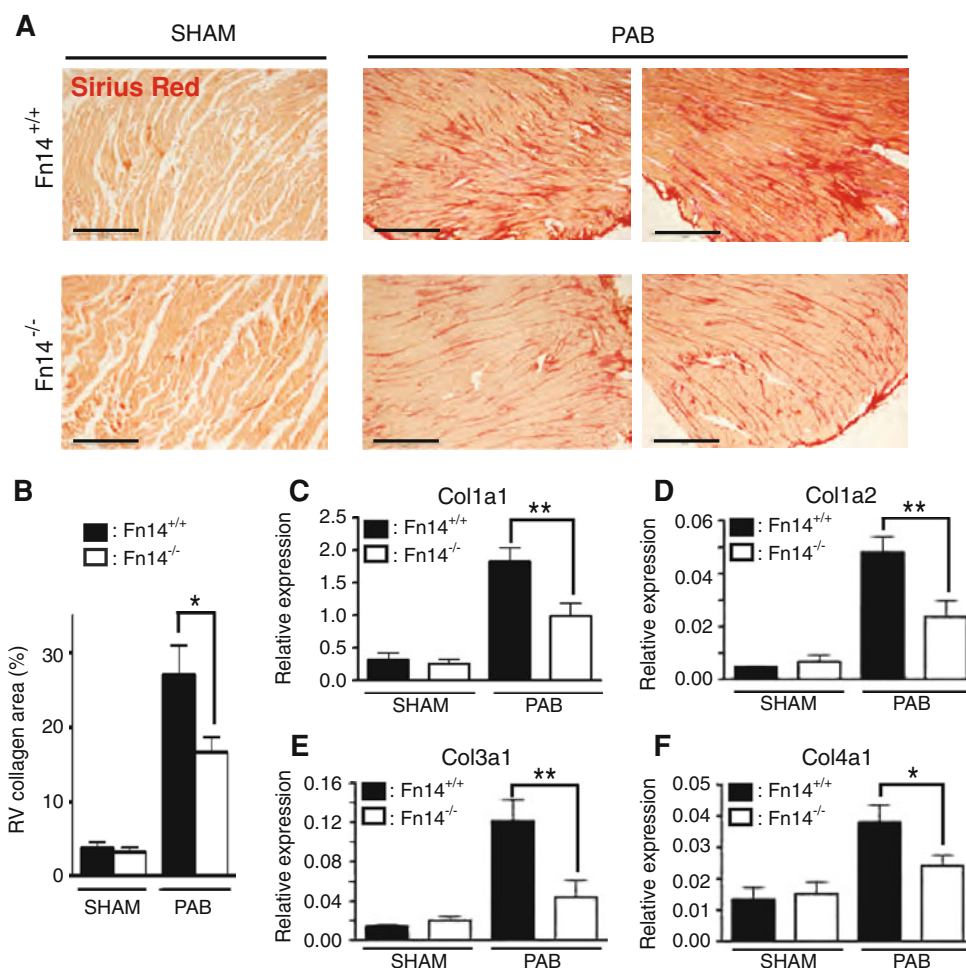 A
SHAM
PAB
Sirius Red
Fn14+/+
Fn14-/-
B
: Fn14+/+
: Fn14-/-
RV collagen area (%)
30
20
10
0
*
SHAM
PAB
C
Col1a1
: Fn14+/+
: Fn14-/-
**
Relative expression
2.5
2.0
1.5
1.0
0.5
0.0
SHAM
PAB
D
Col1a2
: Fn14+/+
: Fn14-/-
**
Relative expression
0.06
0.04
0.02
0.00
SHAM
PAB
E
Col3a1
: Fn14+/+
: Fn14-/-
**
Relative expression
0.16
0.12
0.08
0.04
0.00
SHAM
PAB
F
Col4a1
: Fn14+/+
: Fn14-/-
*
Relative expression
0.05
0.04
0.03
0.02
0.01
0.00
SHAM
PAB